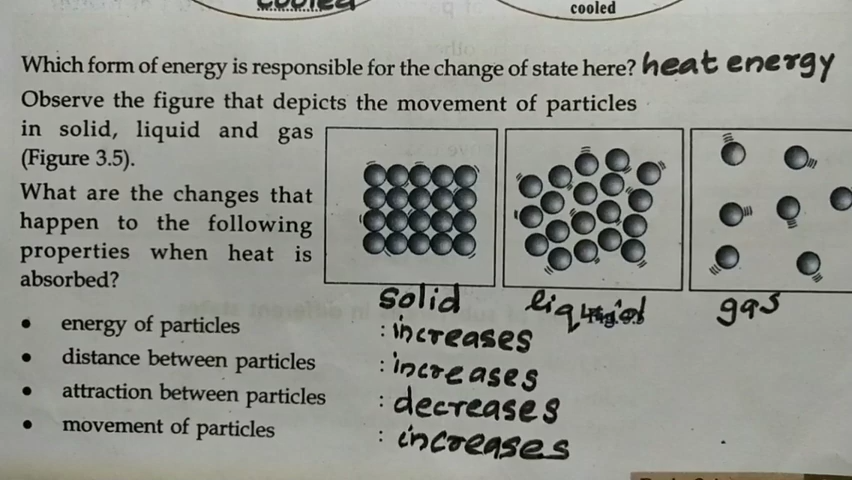 cooled
cooled
Which form of energy is responsible for the change of state here? heat energy
Observe the figure that depicts the movement of particles
in solid, liquid and gas
(Figure 3.5).
What are the changes that
happen to the following
properties when heat is
absorbed?
solid liquid gas
• energy of particles : increases
• distance between particles : increases
• attraction between particles : decreases
• movement of particles : increases